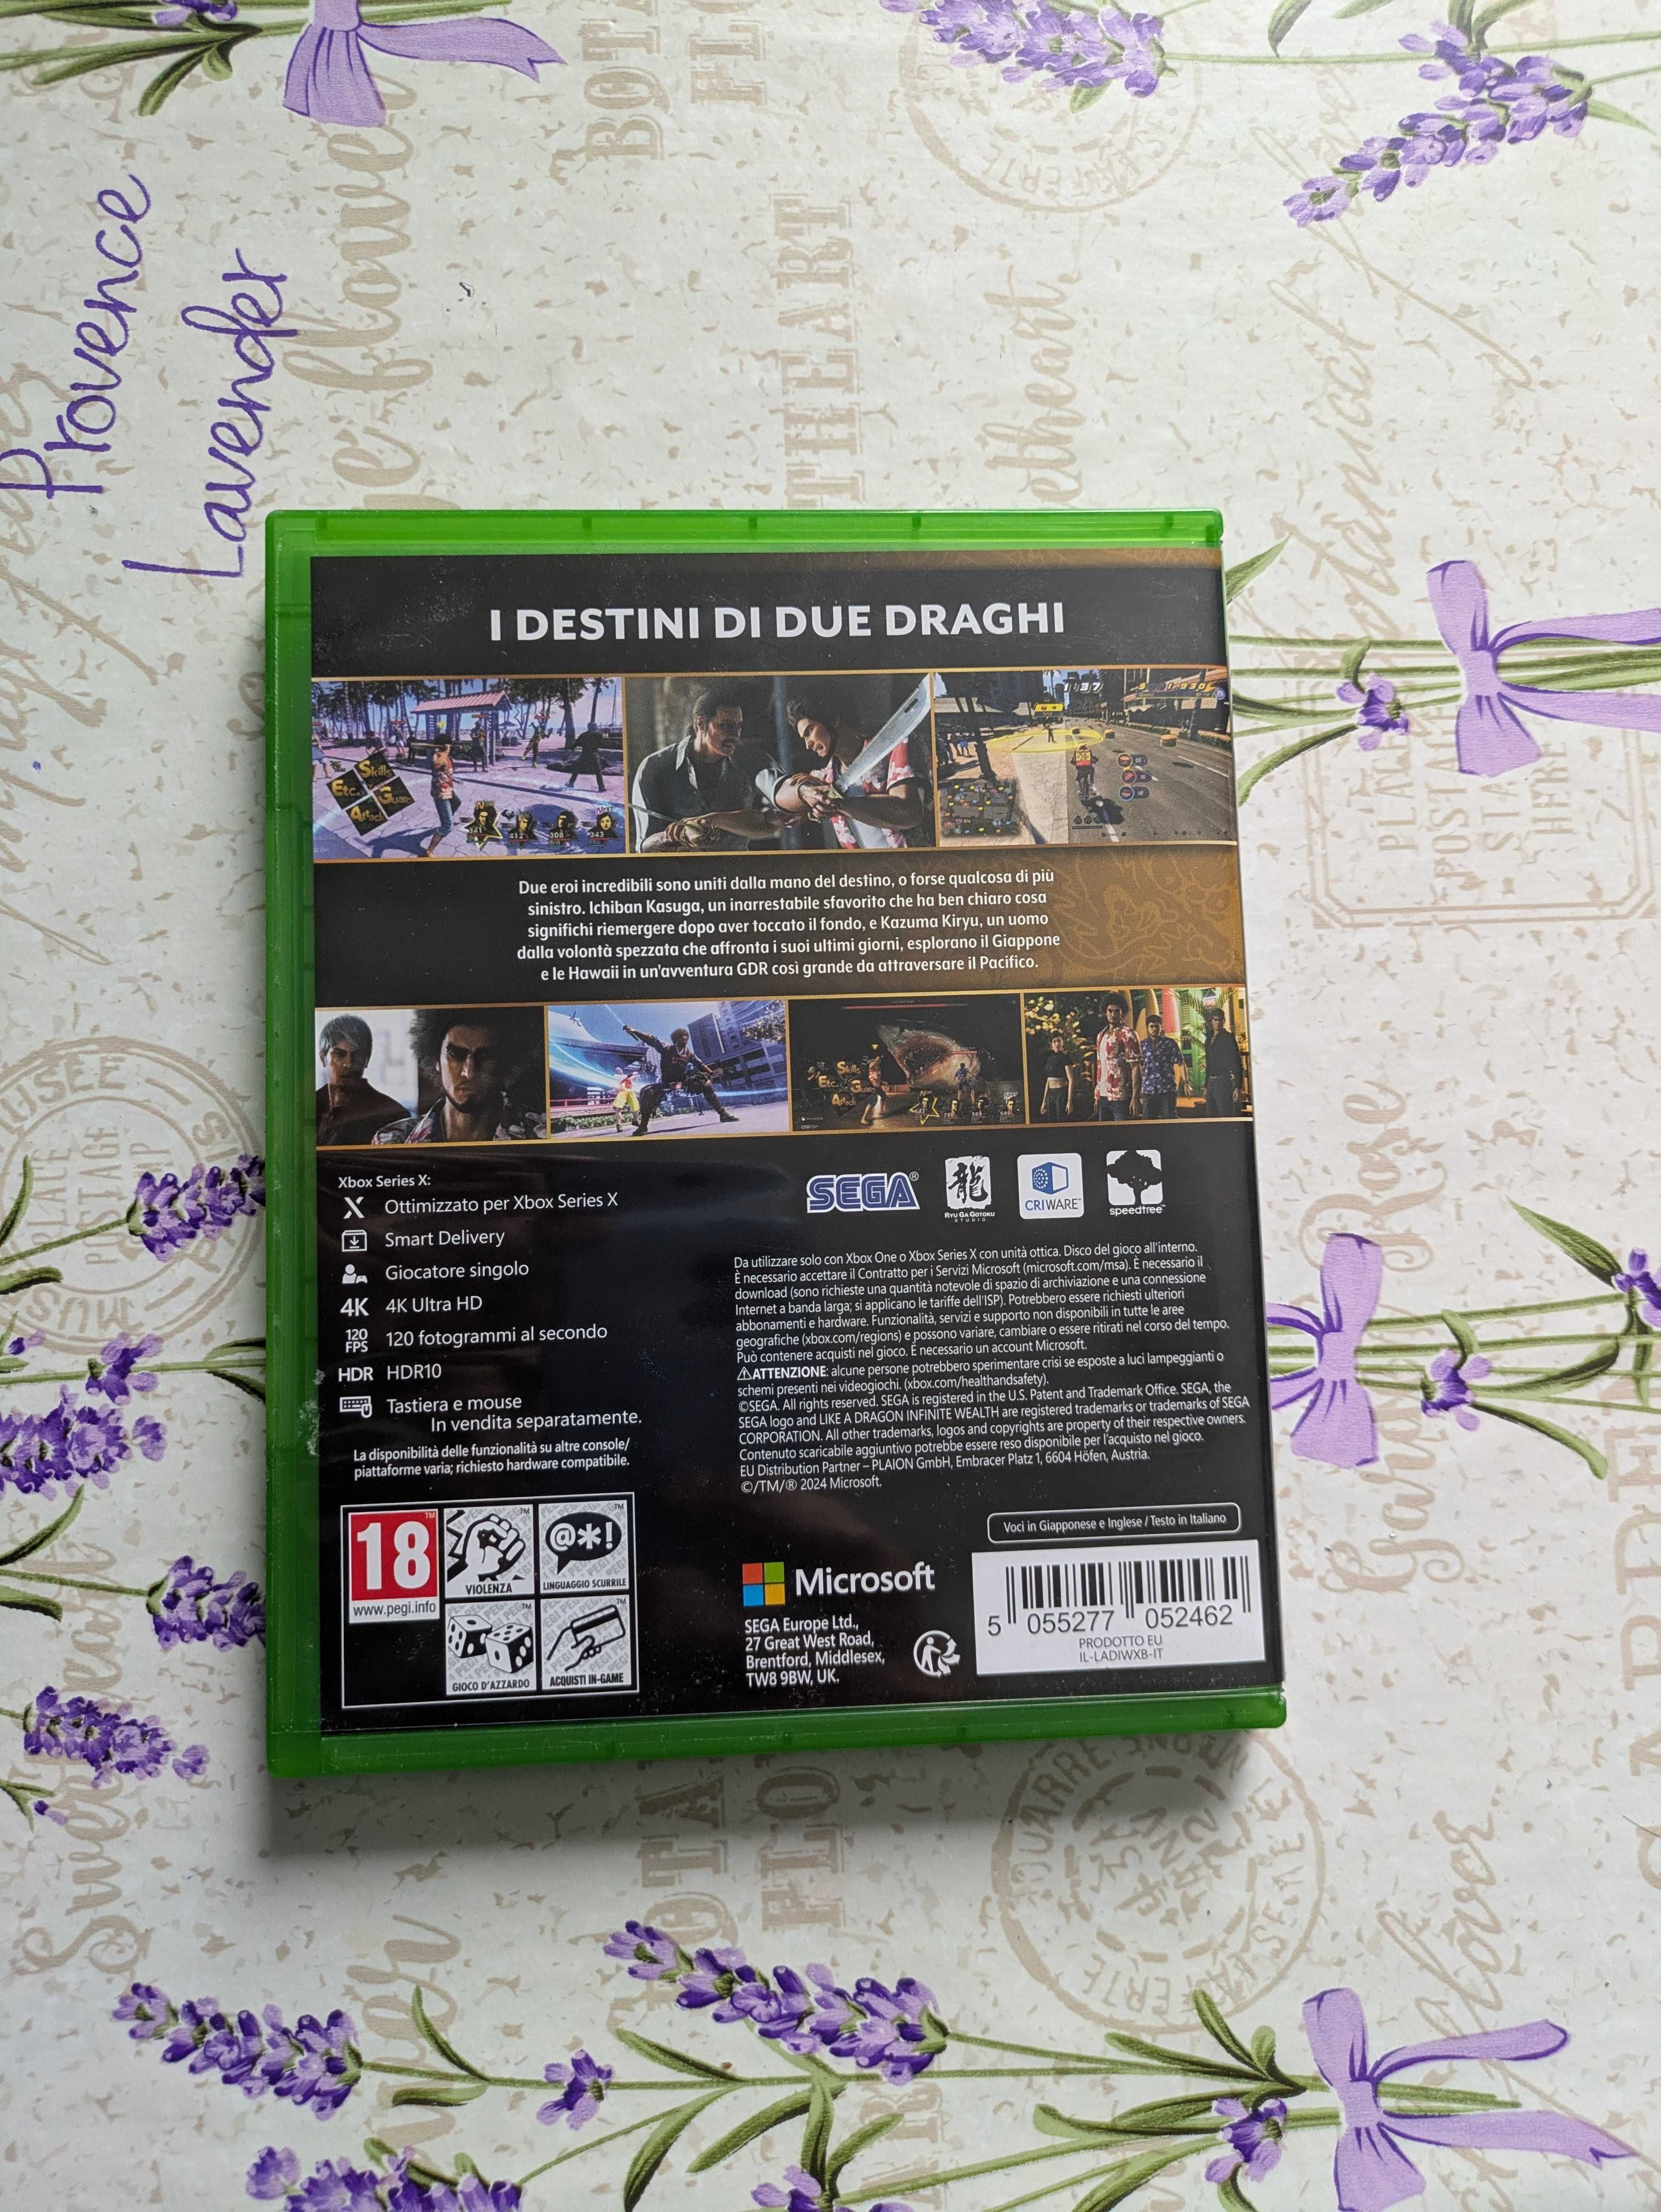 Provence
Lavender
I DESTINI DI DUE DRAGHI
Due eroi incredibili sono uniti dalla mano del destino, o forse qualcosa di più
sinistro. Ichiban Kasuga, un inarrestabile sfavorito che ha ben chiaro cosa
significhi riemergere dopo aver toccato il fondo, e Kazuma Kiryu, un uomo
dalla volontà spezzata che affronta i suoi ultimi giorni, esplorano il Giappone
e le Hawaii in un'avventura GDR così grande da attraversare il Pacifico.
Xbox Series X:
X Ottimizzato per Xbox Series X
Smart Delivery
Giocatore singolo
4K 4K Ultra HD
120 FPS 120 fotogrammi al secondo
HDR HDR10
Tastiera e mouse
In vendita separatamente.
La disponibilità delle funzionalità su altre console/
piattaforme varia; richiesto hardware compatibile.
SEGA®
龍
RYU GA GOTOKU
STUDIO
CRIWARE™
speedtree™
Da utilizzare solo con Xbox One o Xbox Series X con unità ottica. Disco del gioco all'interno.
È necessario accettare il Contratto per i Servizi Microsoft (microsoft.com/msa). È necessario il
download (sono richieste una quantità notevole di spazio di archiviazione e una connessione
Internet a banda larga; si applicano le tariffe dell'ISP). Potrebbero essere richiesti ulteriori
abbonamenti e hardware. Funzionalità, servizi e supporto non disponibili in tutte le aree
geografiche (xbox.com/regions) e possono variare, cambiare o essere ritirati nel corso del tempo.
Può contenere acquisti nel gioco. È necessario un account Microsoft.
⚠ATTENZIONE: alcune persone potrebbero sperimentare crisi se esposte a luci lampeggianti o
schemi presenti nei videogiochi. (xbox.com/healthandsafety).
©SEGA. All rights reserved. SEGA is registered in the U.S. Patent and Trademark Office. SEGA, the
SEGA logo and LIKE A DRAGON INFINITE WEALTH are registered trademarks or trademarks of SEGA
CORPORATION. All other trademarks, logos and copyrights are property of their respective owners.
Contenuto scaricabile aggiuntivo potrebbe essere reso disponibile per l'acquisto nel gioco.
EU Distribution Partner – PLAION GmbH, Embracer Platz 1, 6604 Höfen, Austria.
©/TM/® 2024 Microsoft.
18
www.pegi.info
VIOLENZA
@*!
LINGUAGGIO SCURRILE
GIOCO D'AZZARDO
ACQUISTI IN-GAME
Microsoft
SEGA Europe Ltd.,
27 Great West Road,
Brentford, Middlesex,
TW8 9BW, UK.
Voci in Giapponese e Inglese / Testo in Italiano
5 055277 052462
PRODOTTO EU
IL-LADIWXB-IT